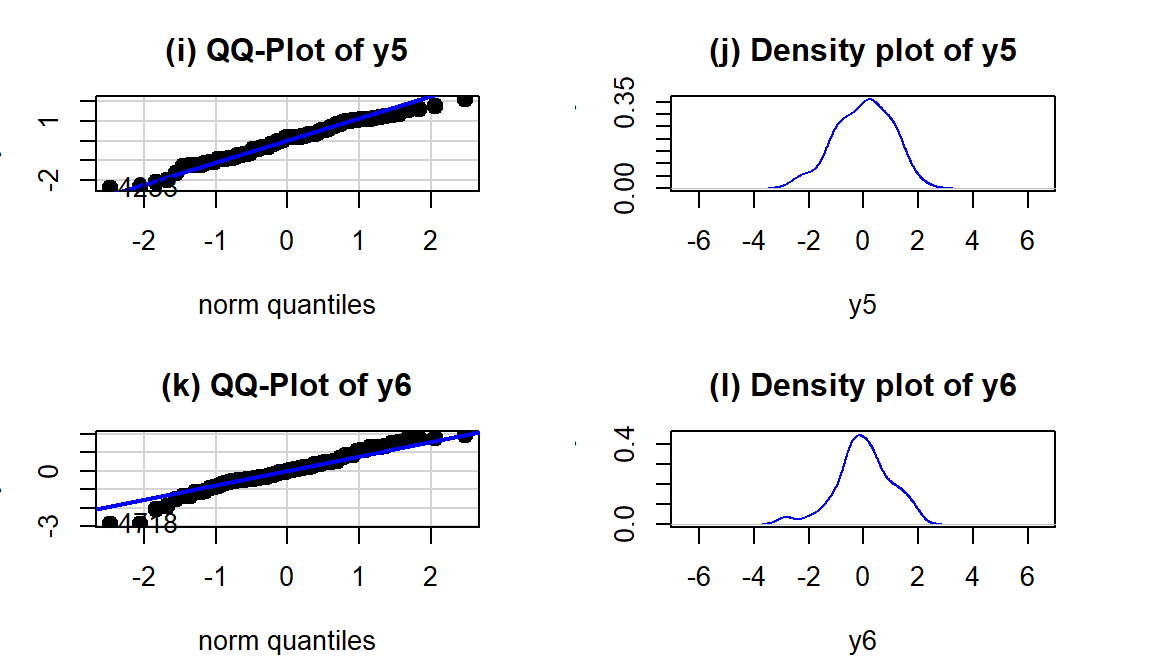 (i) QQ-Plot of y5
1
-2
-2 -1 0 1 2
norm quantiles
(j) Density plot of y5
0.35
0.00
-6 -4 -2 0 2 4 6
y5
(k) QQ-Plot of y6
0
-3
-2 -1 0 1 2
norm quantiles
(l) Density plot of y6
0.4
0.0
-6 -4 -2 0 2 4 6
y6